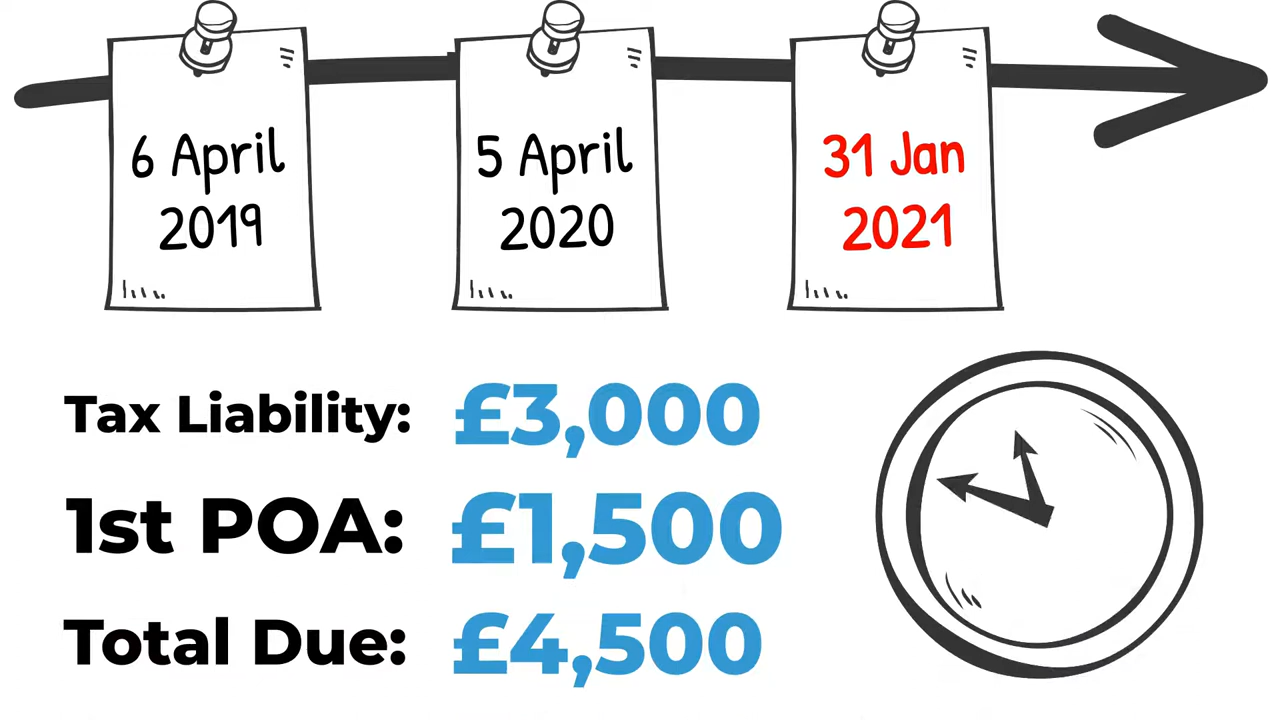 6 April
2019
5 April
2020
31 Jan
2021
Tax Liability: £3,000
1st POA: £1,500
Total Due: £4,500